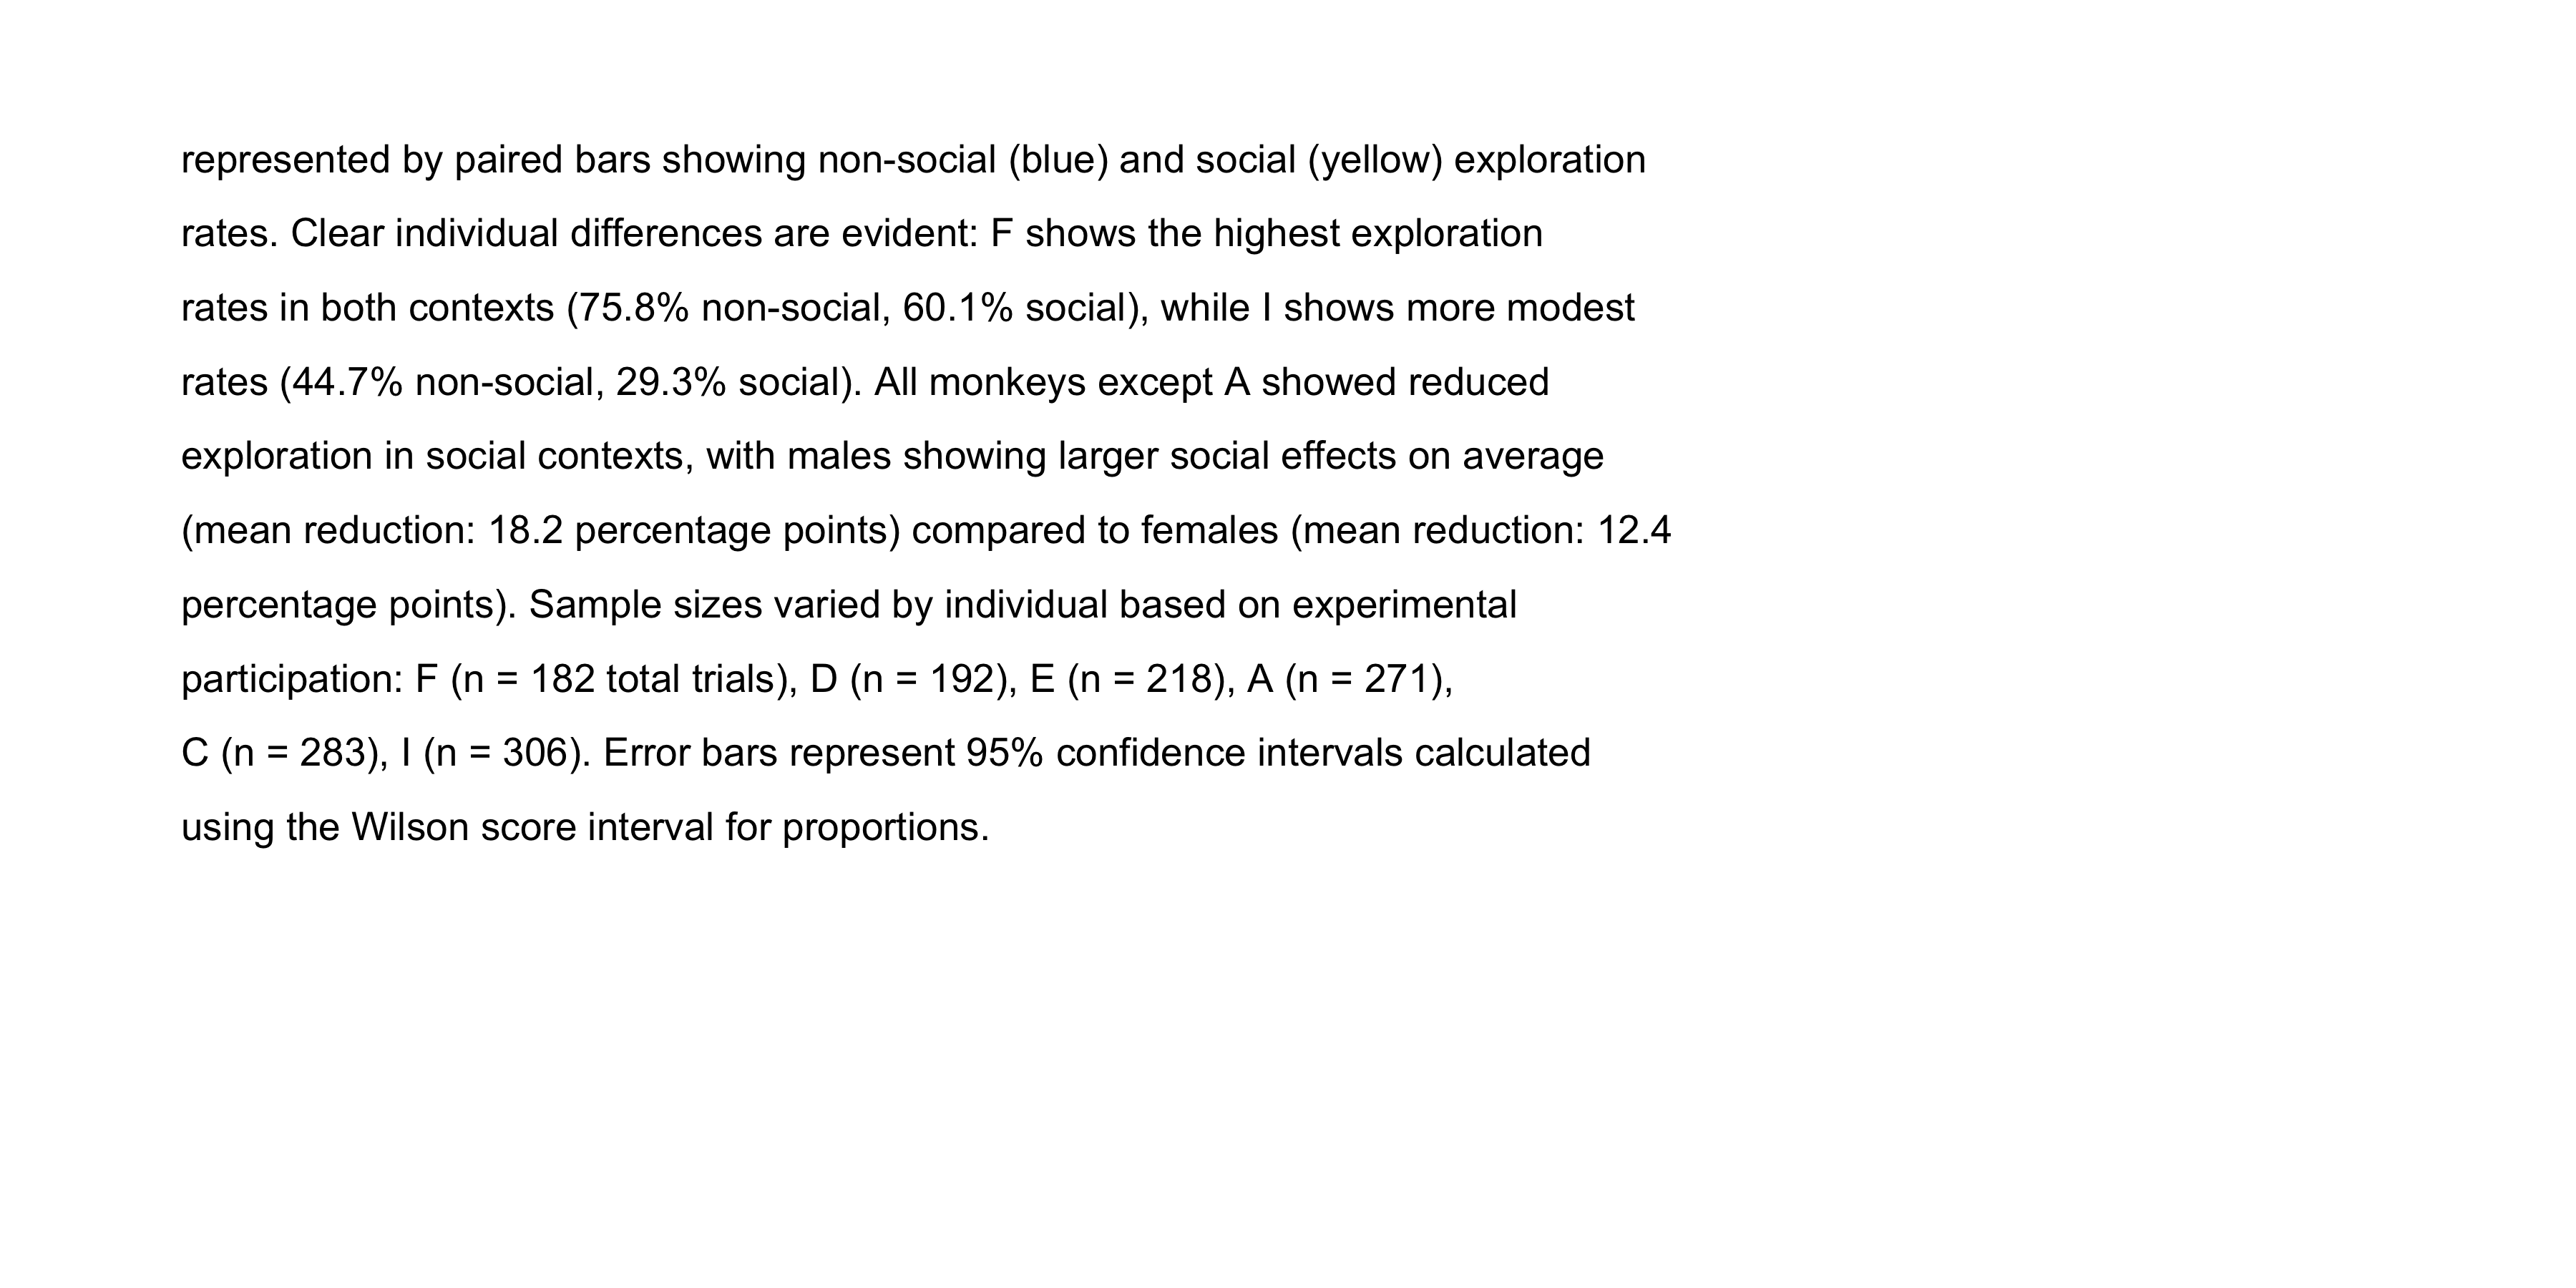 represented by paired bars showing non-social (blue) and social (yellow) exploration
rates. Clear individual differences are evident: F shows the highest exploration
rates in both contexts (75.8% non-social, 60.1% social), while I shows more modest
rates (44.7% non-social, 29.3% social). All monkeys except A showed reduced
exploration in social contexts, with males showing larger social effects on average
(mean reduction: 18.2 percentage points) compared to females (mean reduction: 12.4
percentage points). Sample sizes varied by individual based on experimental
participation: F (n = 182 total trials), D (n = 192), E (n = 218), A (n = 271),
C (n = 283), I (n = 306). Error bars represent 95% confidence intervals calculated
using the Wilson score interval for proportions.